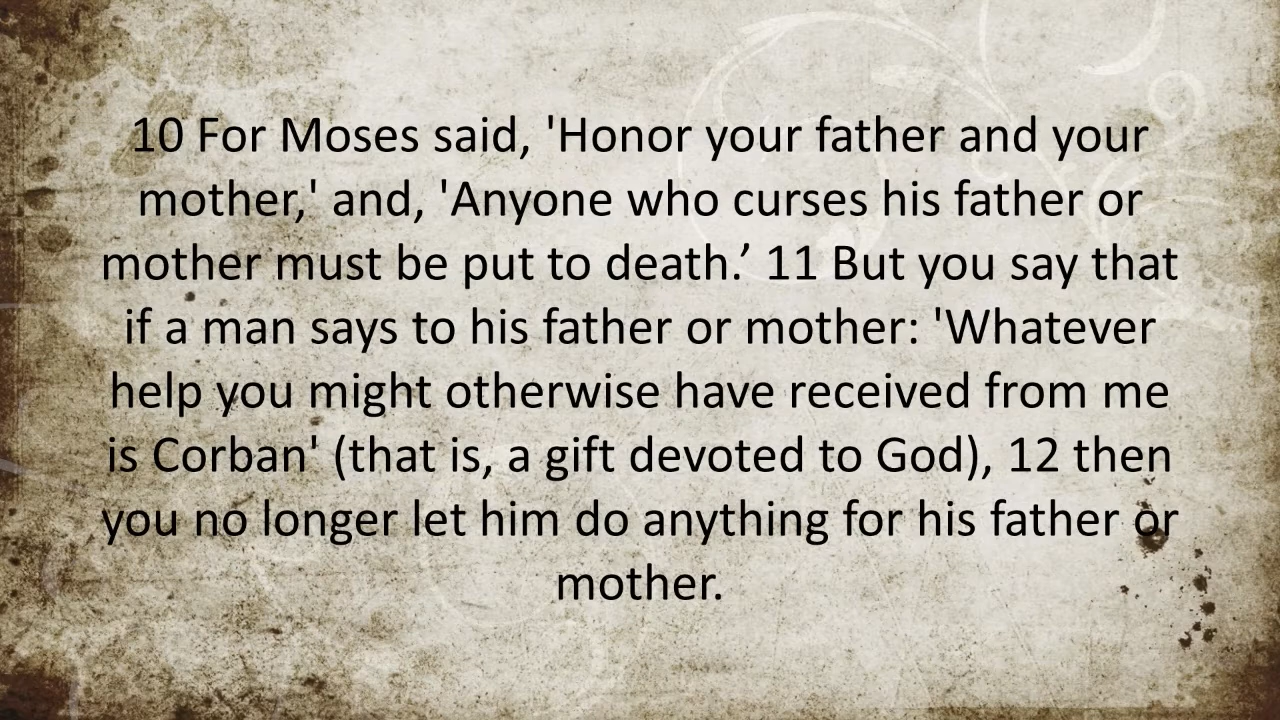 10 For Moses said, 'Honor your father and your
mother,' and, 'Anyone who curses his father or
mother must be put to death.’ 11 But you say that
if a man says to his father or mother: 'Whatever
help you might otherwise have received from me
is Corban' (that is, a gift devoted to God), 12 then
you no longer let him do anything for his father or
mother.